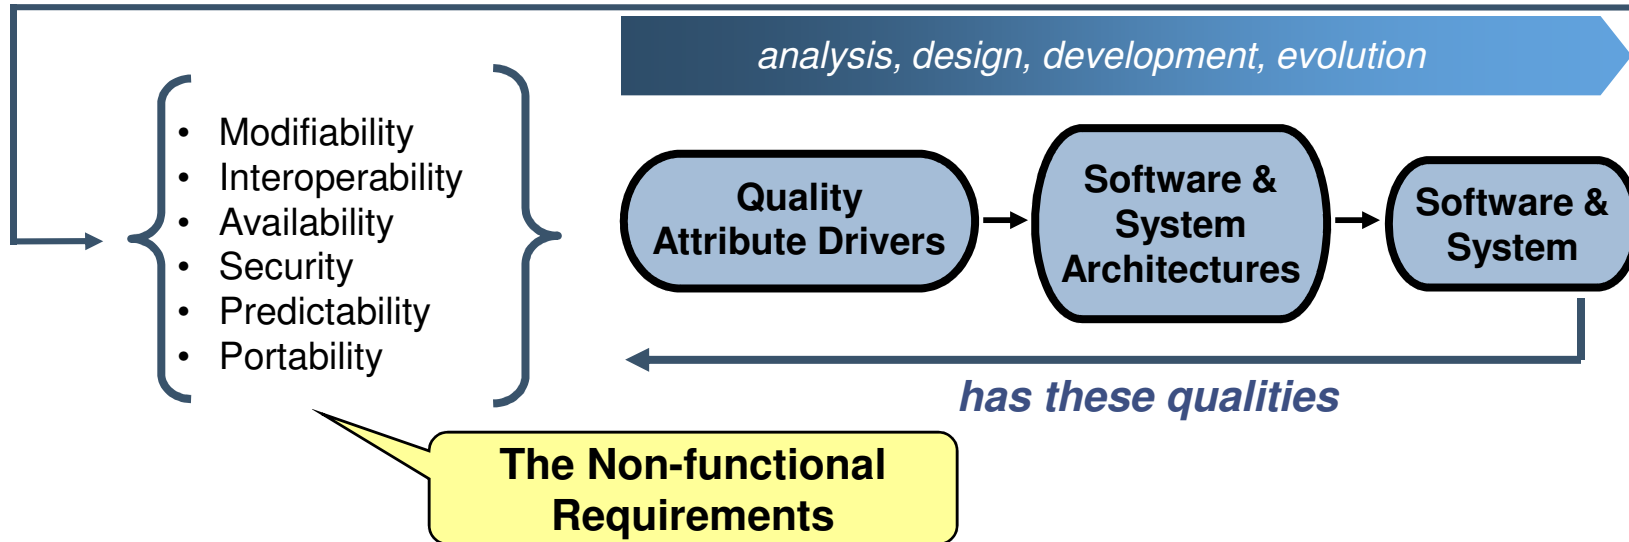 analysis, design, development, evolution
• Modifiability
• Interoperability
• Availability
• Security
• Predictability
• Portability
Quality
Attribute Drivers
Software &
System
Architectures
Software &
System
has these qualities
The Non-functional
Requirements